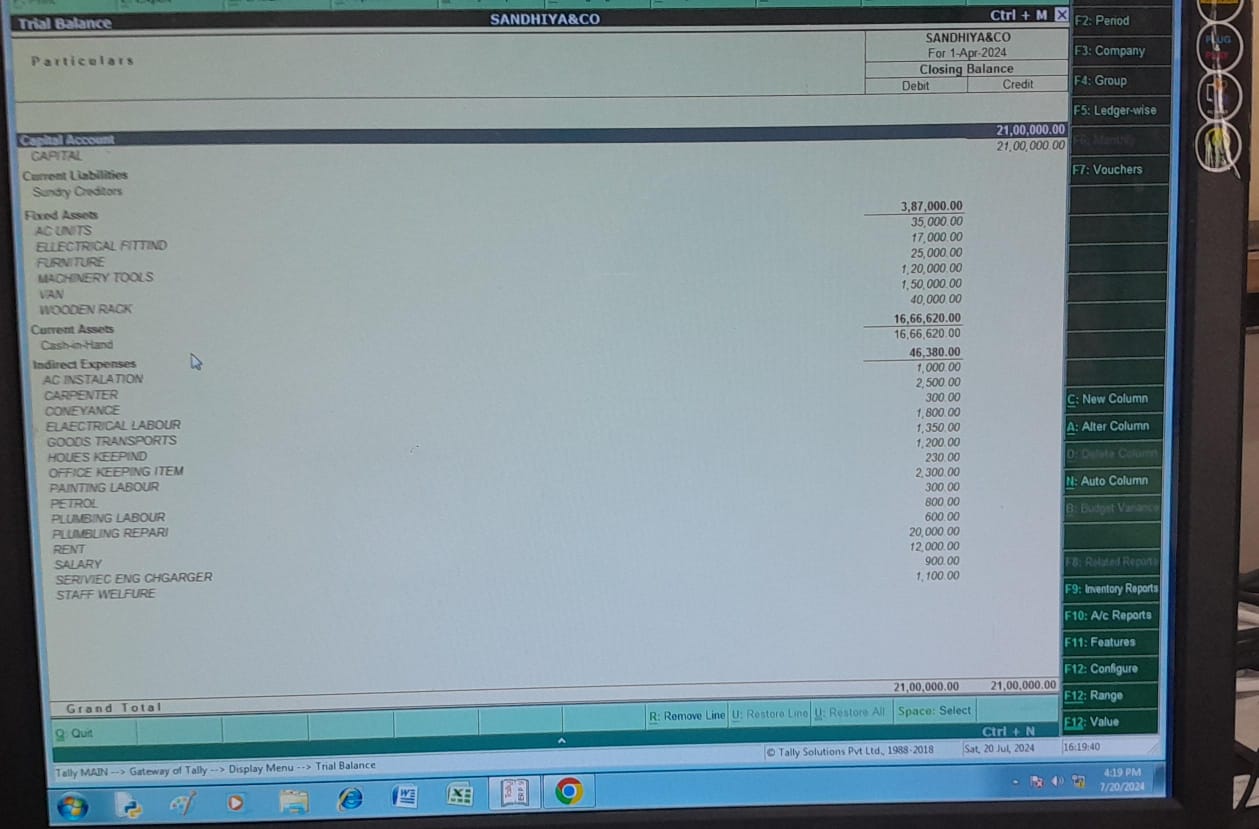 Trial Balance SANDHIYA&CO Ctrl + M X
Particulars
SANDHIYA&CO
For 1-Apr-2024
Closing Balance
Debit Credit
Capital Account 21,00,000.00
CAPITAL 21,00,000.00
Current Liabilities
Sundry Creditors
Fixed Assets 3,87,000.00
AC UNITS 35,000.00
ELLECTRICAL FITTIND 17,000.00
FURNITURE 25,000.00
MACHINERY TOOLS 1,20,000.00
VAN 1,50,000.00
WOODEN RACK 40,000.00
Current Assets 16,66,620.00
Cash-in-Hand 16,66,620.00
Indirect Expenses 46,380.00
AC INSTALATION 1,000.00
CARPENTER 2,500.00
CONEYANCE 300.00
ELAECTRICAL LABOUR 1,800.00
GOODS TRANSPORTS 1,350.00
HOUES KEEPIND 1,200.00
OFFICE KEEPING ITEM 230.00
PAINTING LABOUR 2,300.00
PETROL 300.00
PLUMBING LABOUR 800.00
PLUMBLING REPARI 600.00
RENT 20,000.00
SALARY 12,000.00
SERIVIEC ENG CHGARGER 900.00
STAFF WELFURE 1,100.00
Grand Total 21,00,000.00 21,00,000.00
F2: Period
F3: Company
F4: Group
F5: Ledger-wise
F6: Monthly
F7: Vouchers
C: New Column
A: Alter Column
D: Delete Column
N: Auto Column
B: Budget Variance
F8: Related Reports
F9: Inventory Reports
F10: A/c Reports
F11: Features
F12: Configure
F12: Range
F12: Value
Q: Quit R: Remove Line U: Restore Line U: Restore All Space: Select
Ctrl + N
Tally MAIN --> Gateway of Tally --> Display Menu --> Trial Balance © Tally Solutions Pvt Ltd., 1988-2018 Sat, 20 Jul, 2024 16:19:40
4:19 PM
7/20/2024